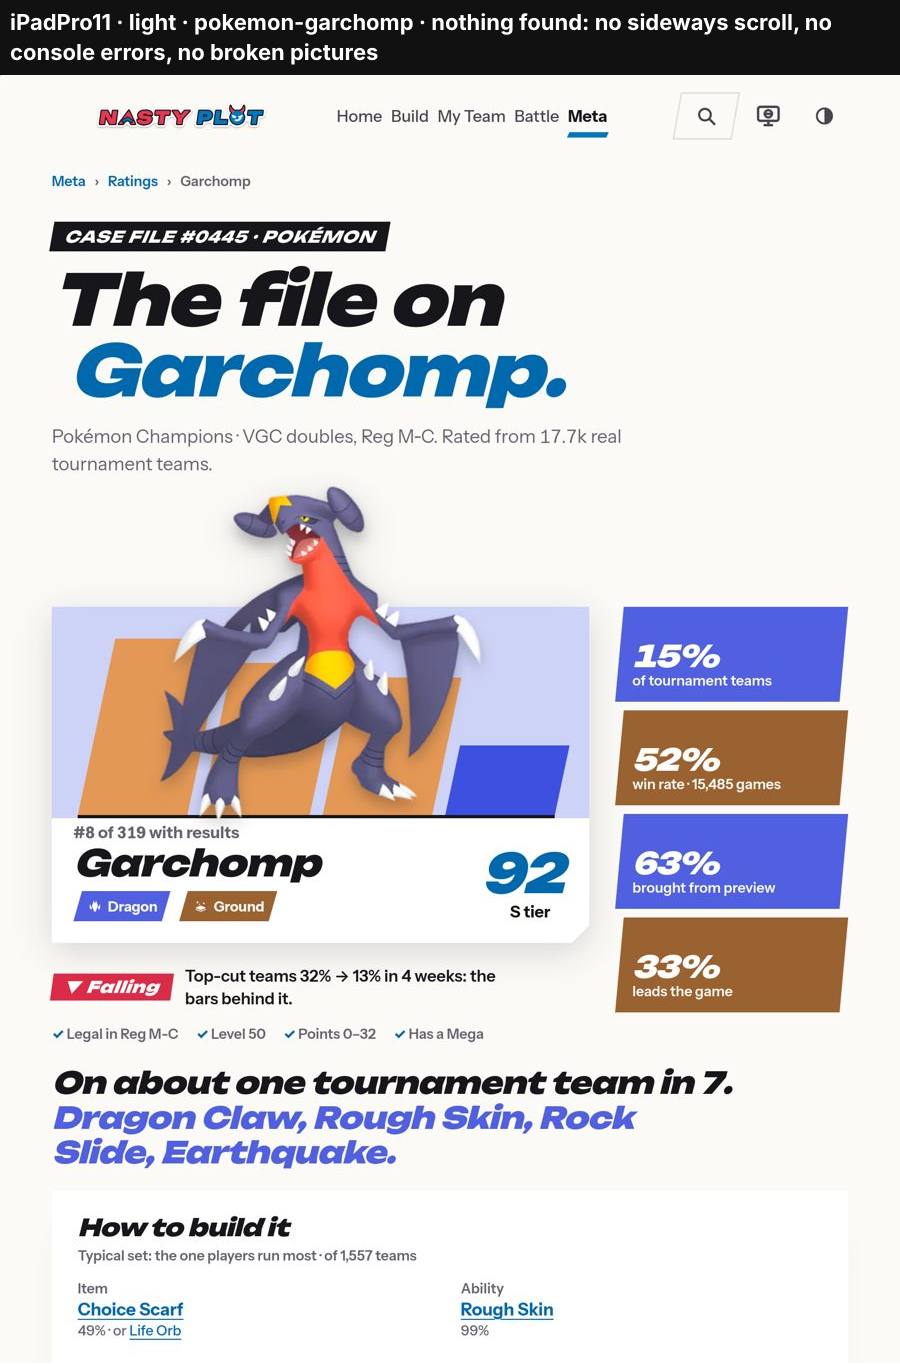 iPadPro11 · light · pokemon-garchomp · nothing found: no sideways scroll, no
console errors, no broken pictures
NASTY PLOT
Home Build My Team Battle Meta
Meta › Ratings › Garchomp
CASE FILE #0445 · POKÉMON
The file on
Garchomp.
Pokémon Champions · VGC doubles, Reg M-C. Rated from 17.7k real
tournament teams.
15%
of tournament teams
52%
win rate · 15,485 games
63%
brought from preview
33%
leads the game
#8 of 319 with results
Garchomp
92
S tier
Dragon Ground
▼ Falling
Top-cut teams 32% → 13% in 4 weeks: the
bars behind it.
✓ Legal in Reg M-C ✓ Level 50 ✓ Points 0–32 ✓ Has a Mega
On about one tournament team in 7.
Dragon Claw, Rough Skin, Rock
Slide, Earthquake.
How to build it
Typical set: the one players run most · of 1,557 teams
Item
Choice Scarf
49% · or Life Orb
Ability
Rough Skin
99%